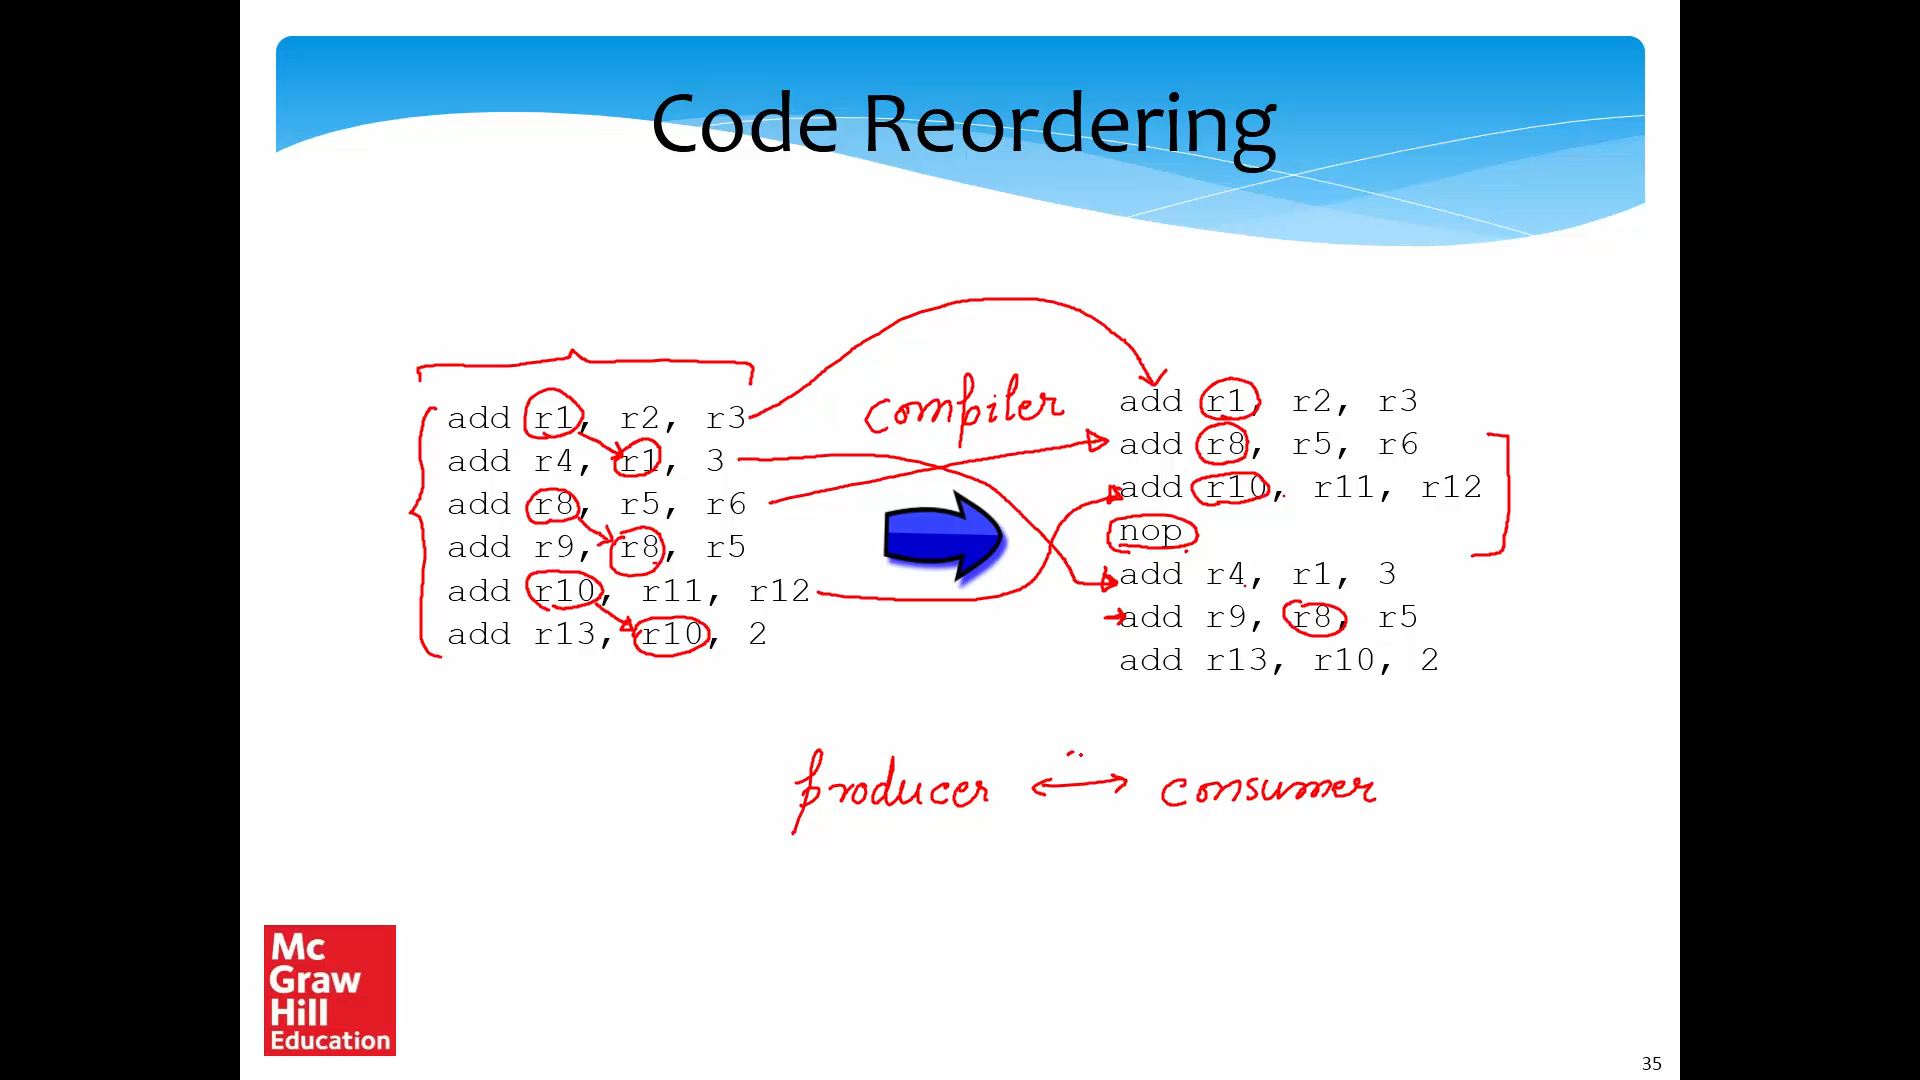 Code Reordering
add r1, r2, r3
add r4, r1, 3
add r8, r5, r6
add r9, r8, r5
add r10, r11, r12
add r13, r10, 2
compiler
add r1, r2, r3
add r8, r5, r6
add r10, r11, r12
nop
add r4, r1, 3
add r9, r8, r5
add r13, r10, 2
producer ↔ consumer
Mc
Graw
Hill
Education
35